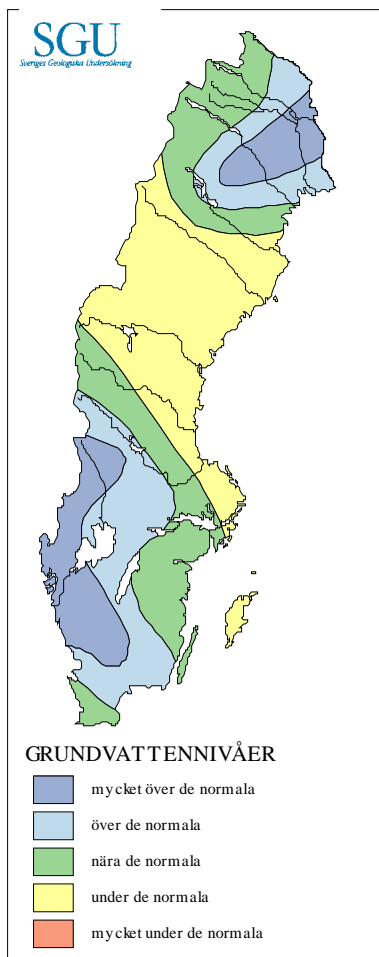 SGU
Sveriges Geologiska Undersökning
GRUNDVATTENNIVÅER
mycket över de normala
över de normala
nära de normala
under de normala
mycket under de normala